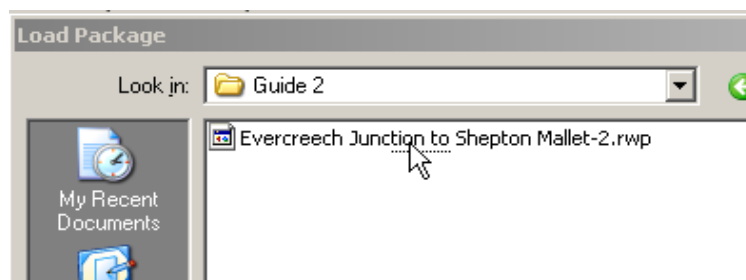 Load Package
Look in: Guide 2
Evercreech Junction to Shepton Mallet-2.rwp
My Recent
Documents